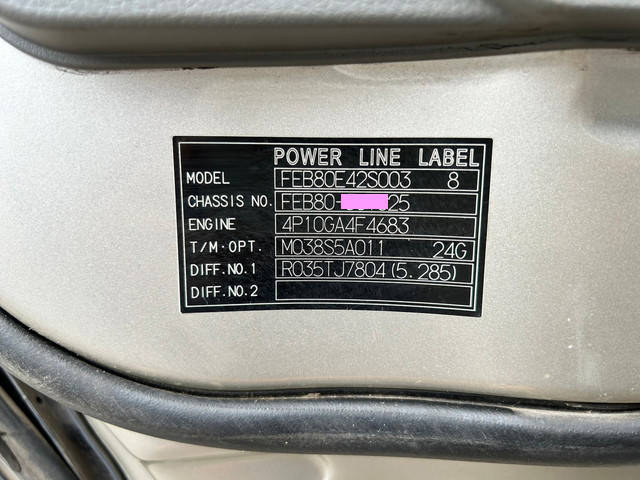 POWER LINE LABEL
MODEL FEB80E42S003 8
CHASSIS NO. FEB80- 25
ENGINE 4P10GA4F4683
T/M·OPT. M038S5A011 24G
DIFF.NO.1 R035TJ7804(5.285)
DIFF.NO.2